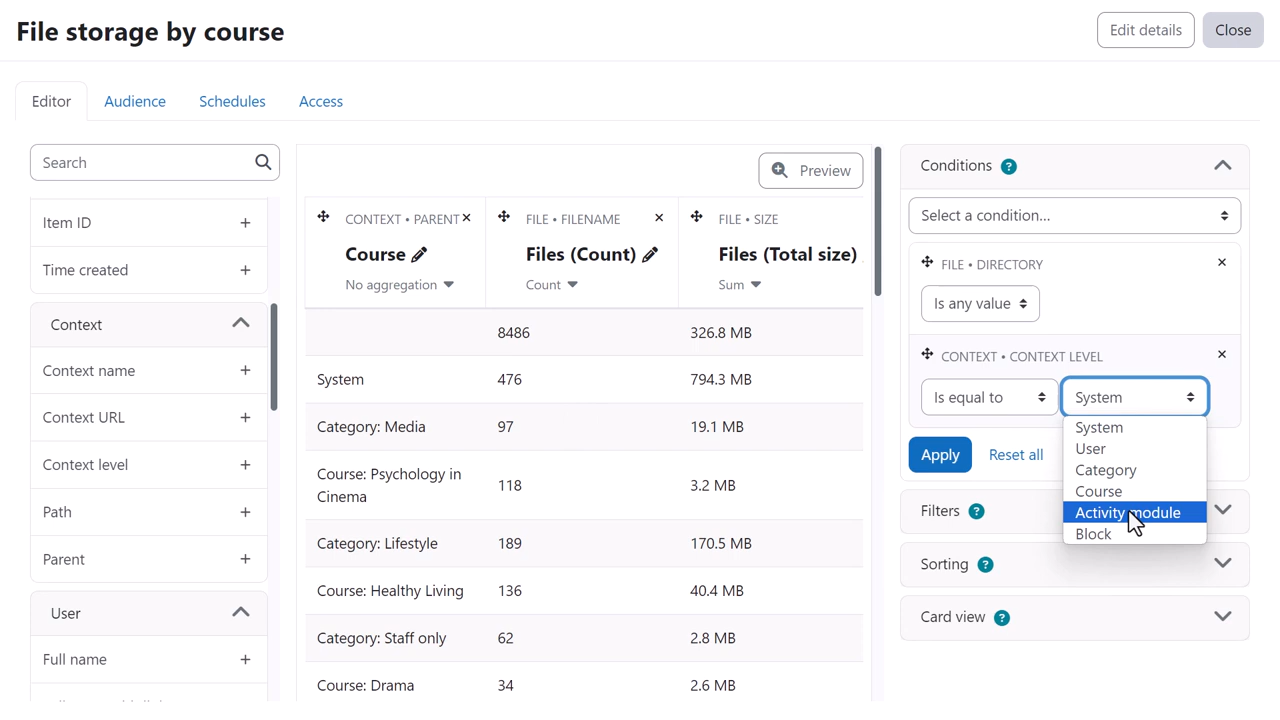 File storage by course
Edit details
Close
Editor
Audience
Schedules
Access
Search
Item ID
Time created
Context
Context name
Context URL
Context level
Path
Parent
User
Full name
Preview
CONTEXT • PARENT
FILE • FILENAME
FILE • SIZE
Course
Files (Count)
Files (Total size)
No aggregation
Count
Sum
8486
326.8 MB
System
476
794.3 MB
Category: Media
97
19.1 MB
Course: Psychology in
Cinema
118
3.2 MB
Category: Lifestyle
189
170.5 MB
Course: Healthy Living
136
40.4 MB
Category: Staff only
62
2.8 MB
Course: Drama
34
2.6 MB
Conditions ?
Select a condition...
FILE • DIRECTORY
Is any value
CONTEXT • CONTEXT LEVEL
Is equal to
System
System
User
Category
Course
Activity module
Block
Apply
Reset all
Filters ?
Sorting ?
Card view ?